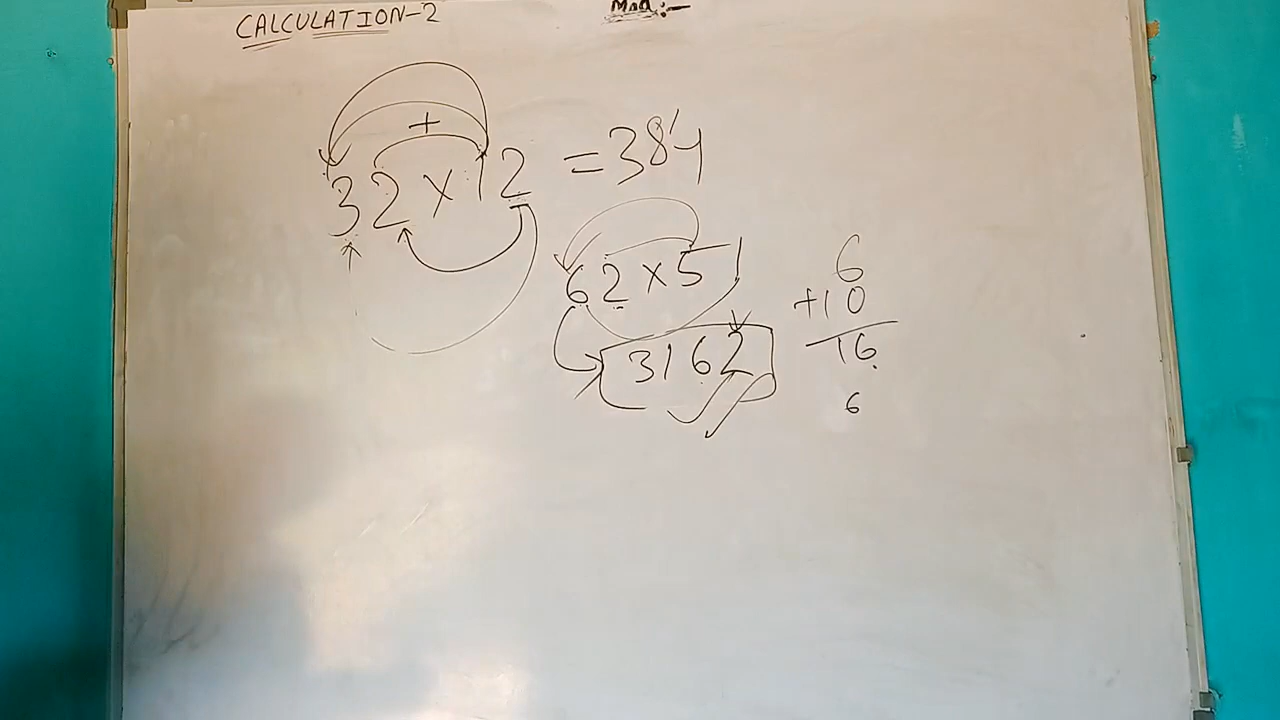 CALCULATION-2
32 x 12 = 384
+
62 x 51
3162
6
+10
16
6